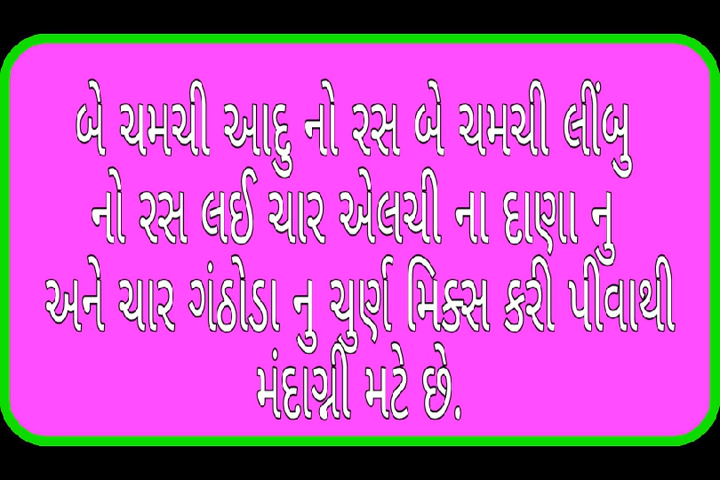 બે ચમચી આદુ નો રસ બે ચમચી લીંબુ
નો રસ લઈ ચાર એલચી ના દાણા નુ
અને ચાર ગંઠોડા નુ ચુર્ણ મિક્સ કરી પીવાથી
મંદાગ્ની મટે છે.